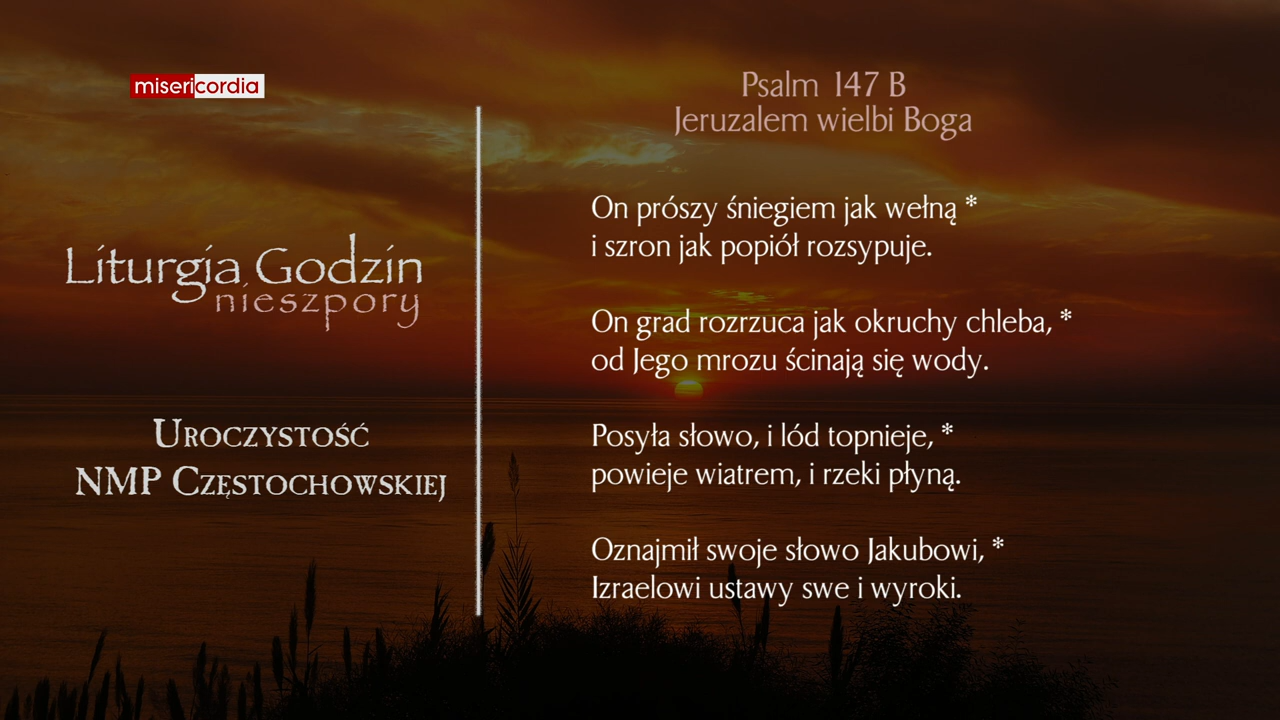 misericordia
Liturgia Godzin
nieszpory
Uroczystość
NMP Częstochowskiej
Psalm 147 B
Jeruzalem wielbi Boga
On prószy śniegiem jak wełną *
i szron jak popiół rozsypuje.
On grad rozrzuca jak okruchy chleba, *
od Jego mrozu ścinają się wody.
Posyła słowo, i lód topnieje, *
powieje wiatrem, i rzeki płyną.
Oznajmił swoje słowo Jakubowi, *
Izraelowi ustawy swe i wyroki.